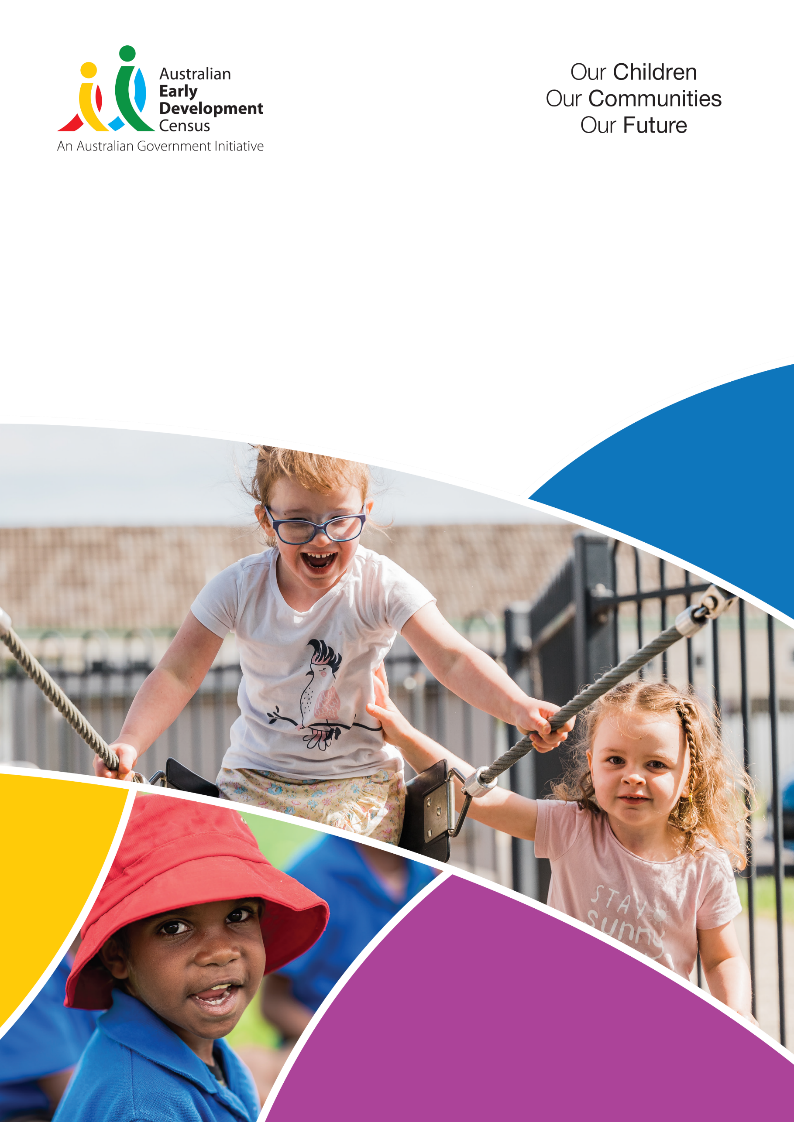 Australian
Early
Development
Census
An Australian Government Initiative
Our Children
Our Communities
Our Future
STAY
sunny